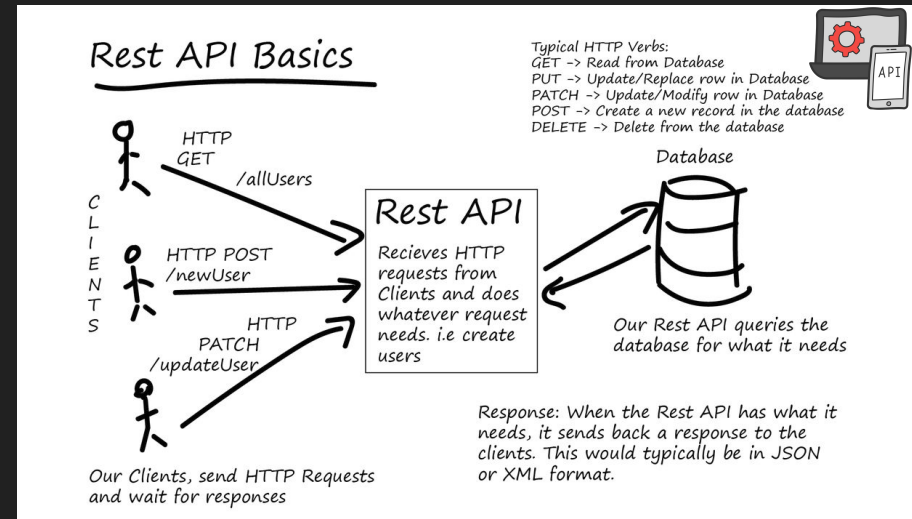 Rest API Basics
Typical HTTP Verbs:
GET -> Read from Database
PUT -> Update/Replace row in Database
PATCH -> Update/Modify row in Database
POST -> Create a new record in the database
DELETE -> Delete from the database
API
CLIENTS
HTTP
GET
/allUsers
HTTP POST
/newUser
HTTP
PATCH
/updateUser
Our Clients, send HTTP Requests
and wait for responses
Rest API
Recieves HTTP
requests from
Clients and does
whatever request
needs. i.e create
users
Database
Our Rest API queries the
database for what it needs
Response: When the Rest API has what it
needs, it sends back a response to the
clients. This would typically be in JSON
or XML format.